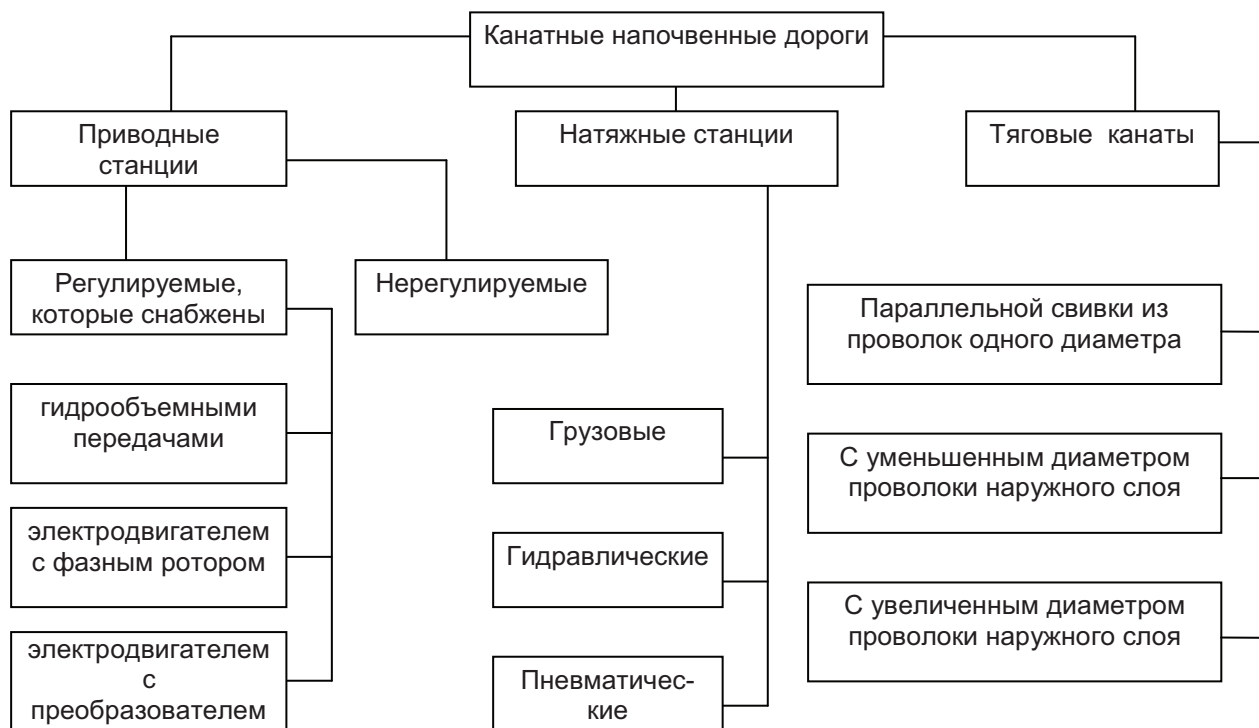 Канатные напочвенные дороги
Приводные
станции
Натяжные станции
Тяговые канаты
Регулируемые,
которые снабжены
Нерегулируемые
гидрообъемными
передачами
электродвигателем
с фазным ротором
электродвигателем
с
преобразователем
Грузовые
Гидравлические
Пневматичес-
кие
Параллельной свивки из
проволок одного диаметра
С уменьшенным диаметром
проволоки наружного слоя
С увеличенным диаметром
проволоки наружного слоя